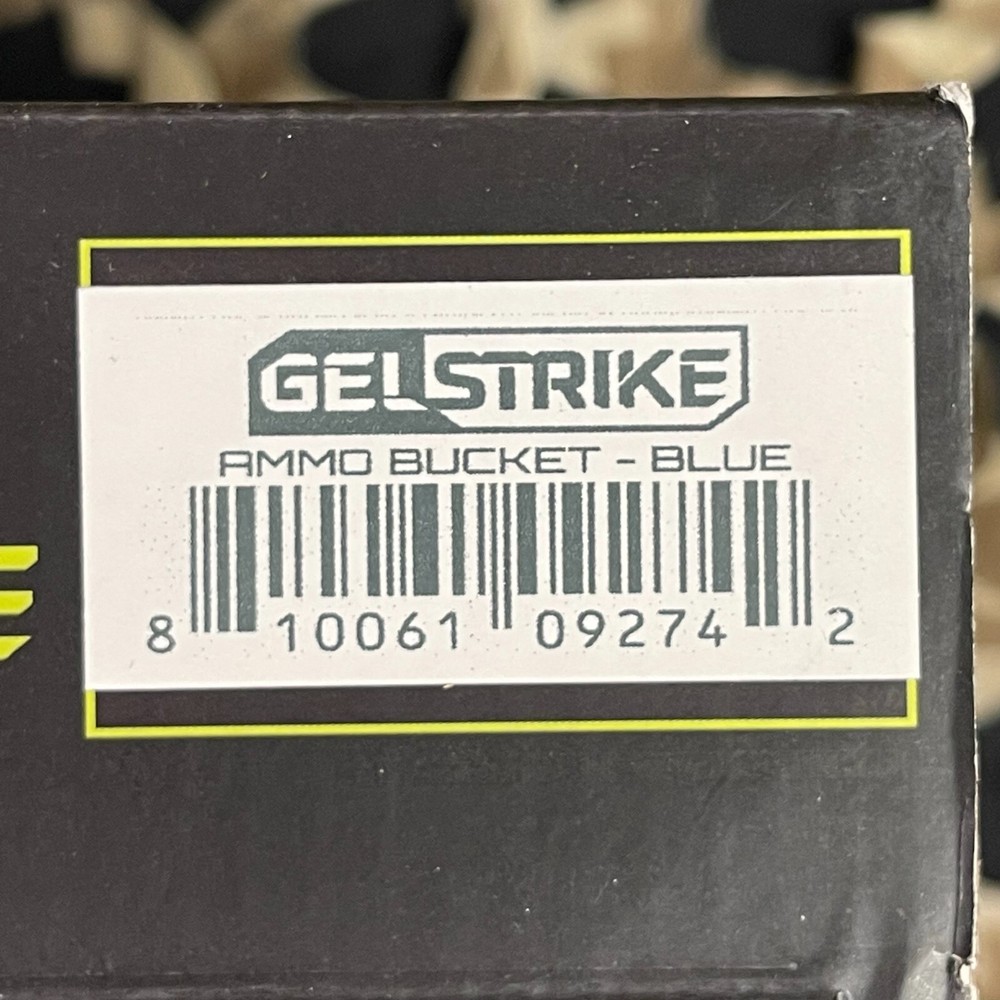 GELSTRIKE
AMMO BUCKET - BLUE
8 10061 09274 2